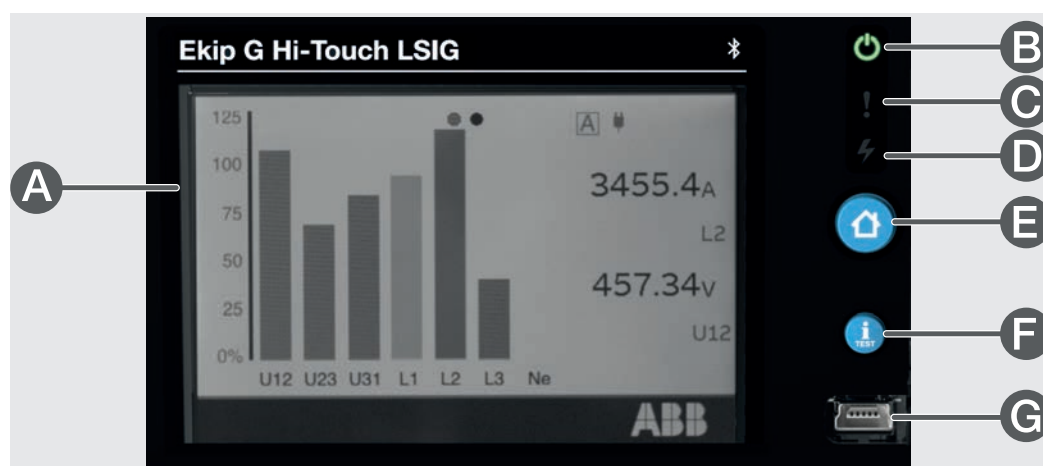 Ekip G Hi-Touch LSIG
B
C
D
E
F
G
A
125
100
75
50
25
0%
U12 U23 U31 L1 L2 L3 Ne
A
3455.4A
L2
457.34V
U12
i
TEST
ABB